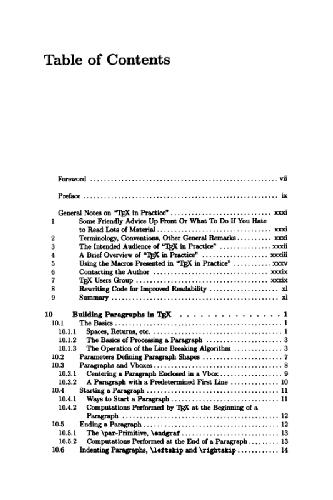 Table of Contents
Foreword ................................................ vii
Preface ................................................ ix
General Notes on "TEX in Practice" ......................... xxxi
1 Some Friendly Advice Up Front Or What To Do If You Hate
to Read Lots of Material ............................ xxxi
2 Terminology, Conventions, Other General Remarks .......... xxxi
3 The Intended Audience of "TEX in Practice" .............. xxxii
4 A Brief Overview of "TEX in Practice" .................. xxxiii
5 Using the Macros Presented in "TEX in Practice" .......... xxxv
6 Contacting the Author ................................ xxxix
7 TEX Users Group .................................... xxxix
8 Rewriting Code for Improved Readability .................. xl
9 Summary .............................................. xl
10 Building Paragraphs in TEX . . . . . . . . . . . . . . 1
10.1 The Basics ............................................ 1
10.1.1 Spaces, Returns, etc. ................................ 1
10.1.2 The Basics of Processing a Paragraph .................. 3
10.1.3 The Operation of the Line Breaking Algorithm ............ 3
10.2 Parameters Defining Paragraph Shapes .................... 7
10.3 Paragraphs and Vboxes .................................. 8
10.3.1 Centering a Paragraph Enclosed in a Vbox ................ 9
10.3.2 A Paragraph with a Predetermined First Line ............ 10
10.4 Starting a Paragraph .................................. 11
10.4.1 Ways to Start a Paragraph ............................ 11
10.4.2 Computations Performed by TEX at the Beginning of a
Paragraph ........................................ 12
10.5 Ending a Paragraph .................................... 12
10.5.1 The \par-Primitive, \endgraf .......................... 13
10.5.2 Computations Performed at the End of a Paragraph ........ 13
10.6 Indenting Paragraphs, \leftskip and \rightskip .......... 14